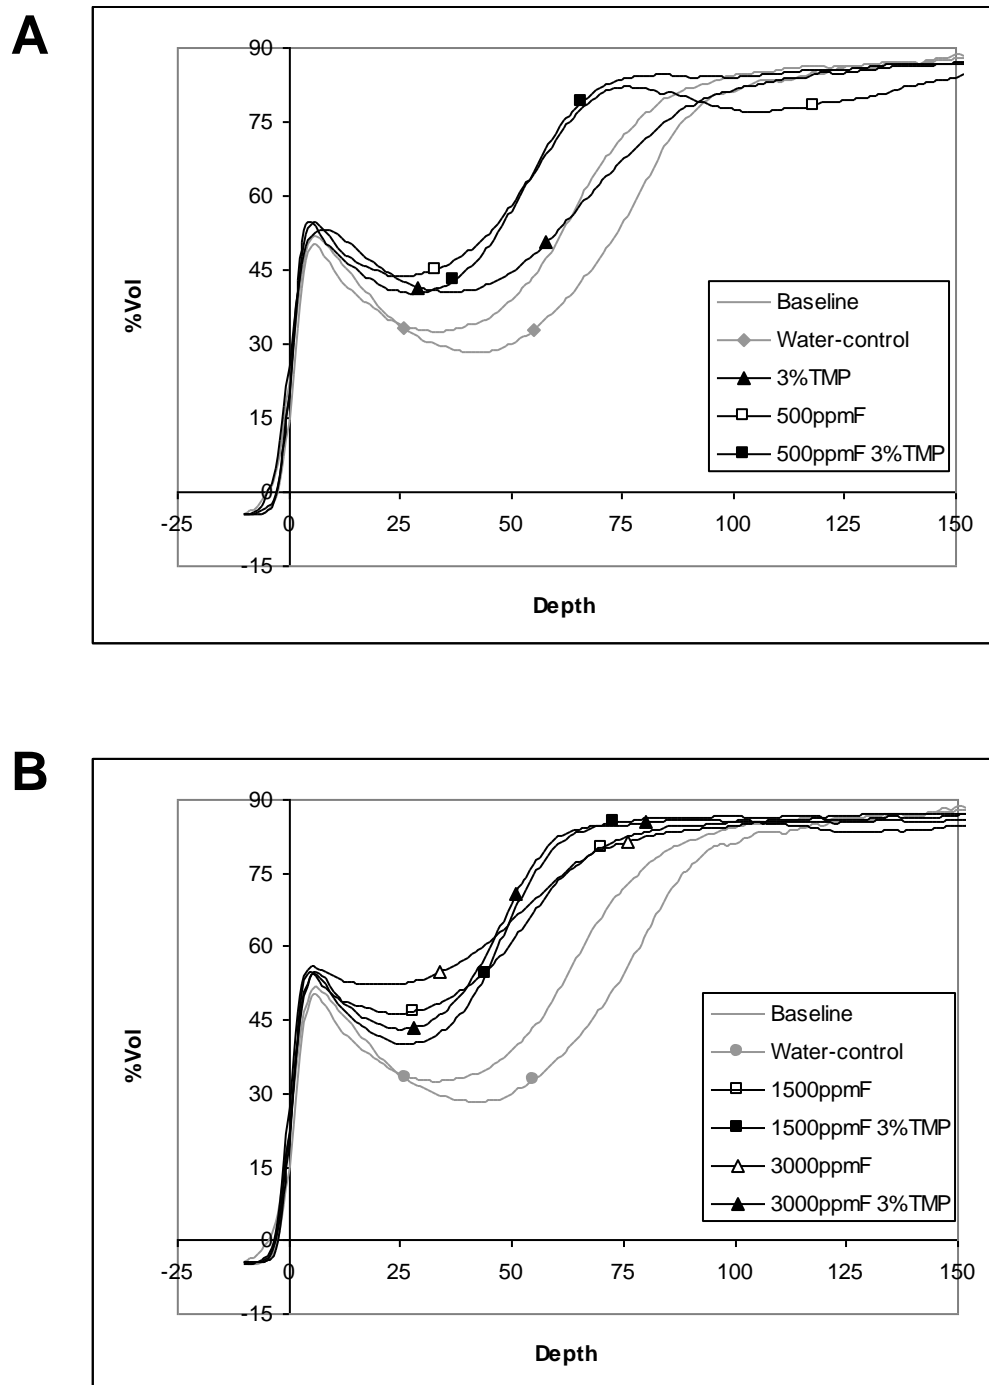 A
90
75
60
45
30
15
0
-15
%Vol
-25 0 25 50 75 100 125 150
Depth
Baseline
Water-control
3%TMP
500ppmF
500ppmF 3%TMP
B
90
75
60
45
30
15
0
-15
%Vol
-25 0 25 50 75 100 125 150
Depth
Baseline
Water-control
1500ppmF
1500ppmF 3%TMP
3000ppmF
3000ppmF 3%TMP